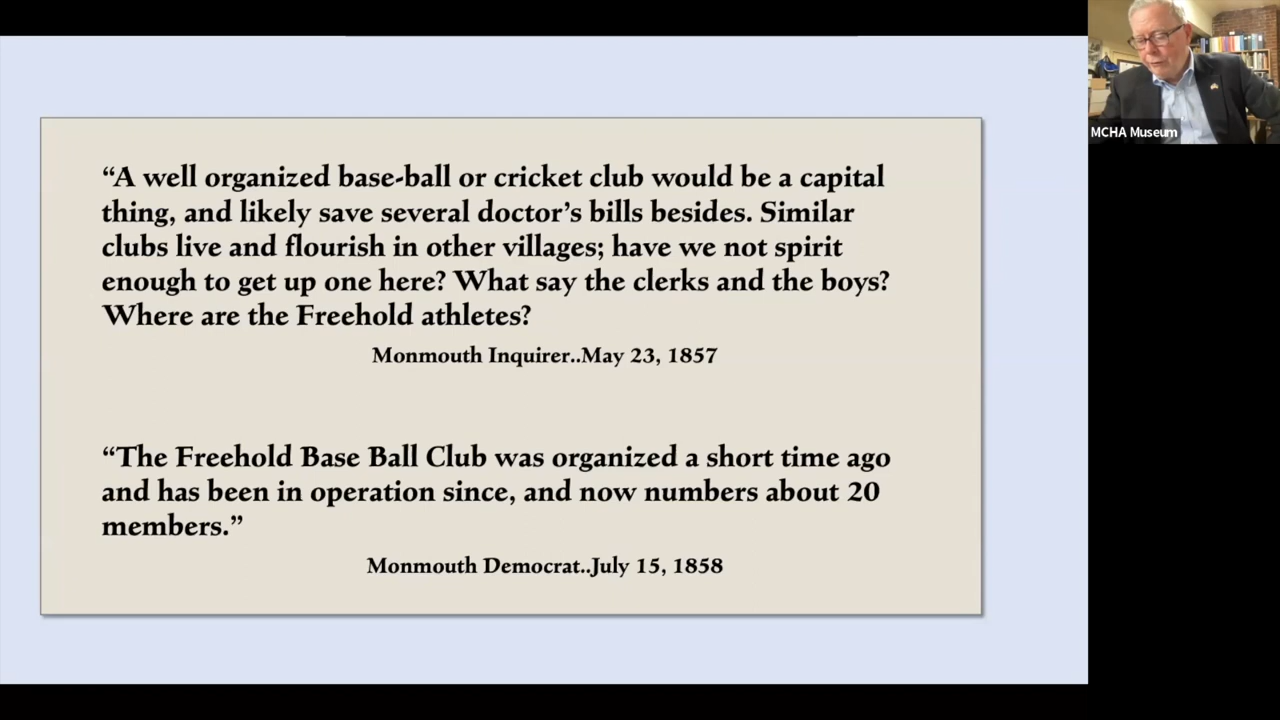 “A well organized base-ball or cricket club would be a capital
thing, and likely save several doctor’s bills besides. Similar
clubs live and flourish in other villages; have we not spirit
enough to get up one here? What say the clerks and the boys?
Where are the Freehold athletes?
Monmouth Inquirer..May 23, 1857
“The Freehold Base Ball Club was organized a short time ago
and has been in operation since, and now numbers about 20
members.”
Monmouth Democrat..July 15, 1858
MCHA Museum